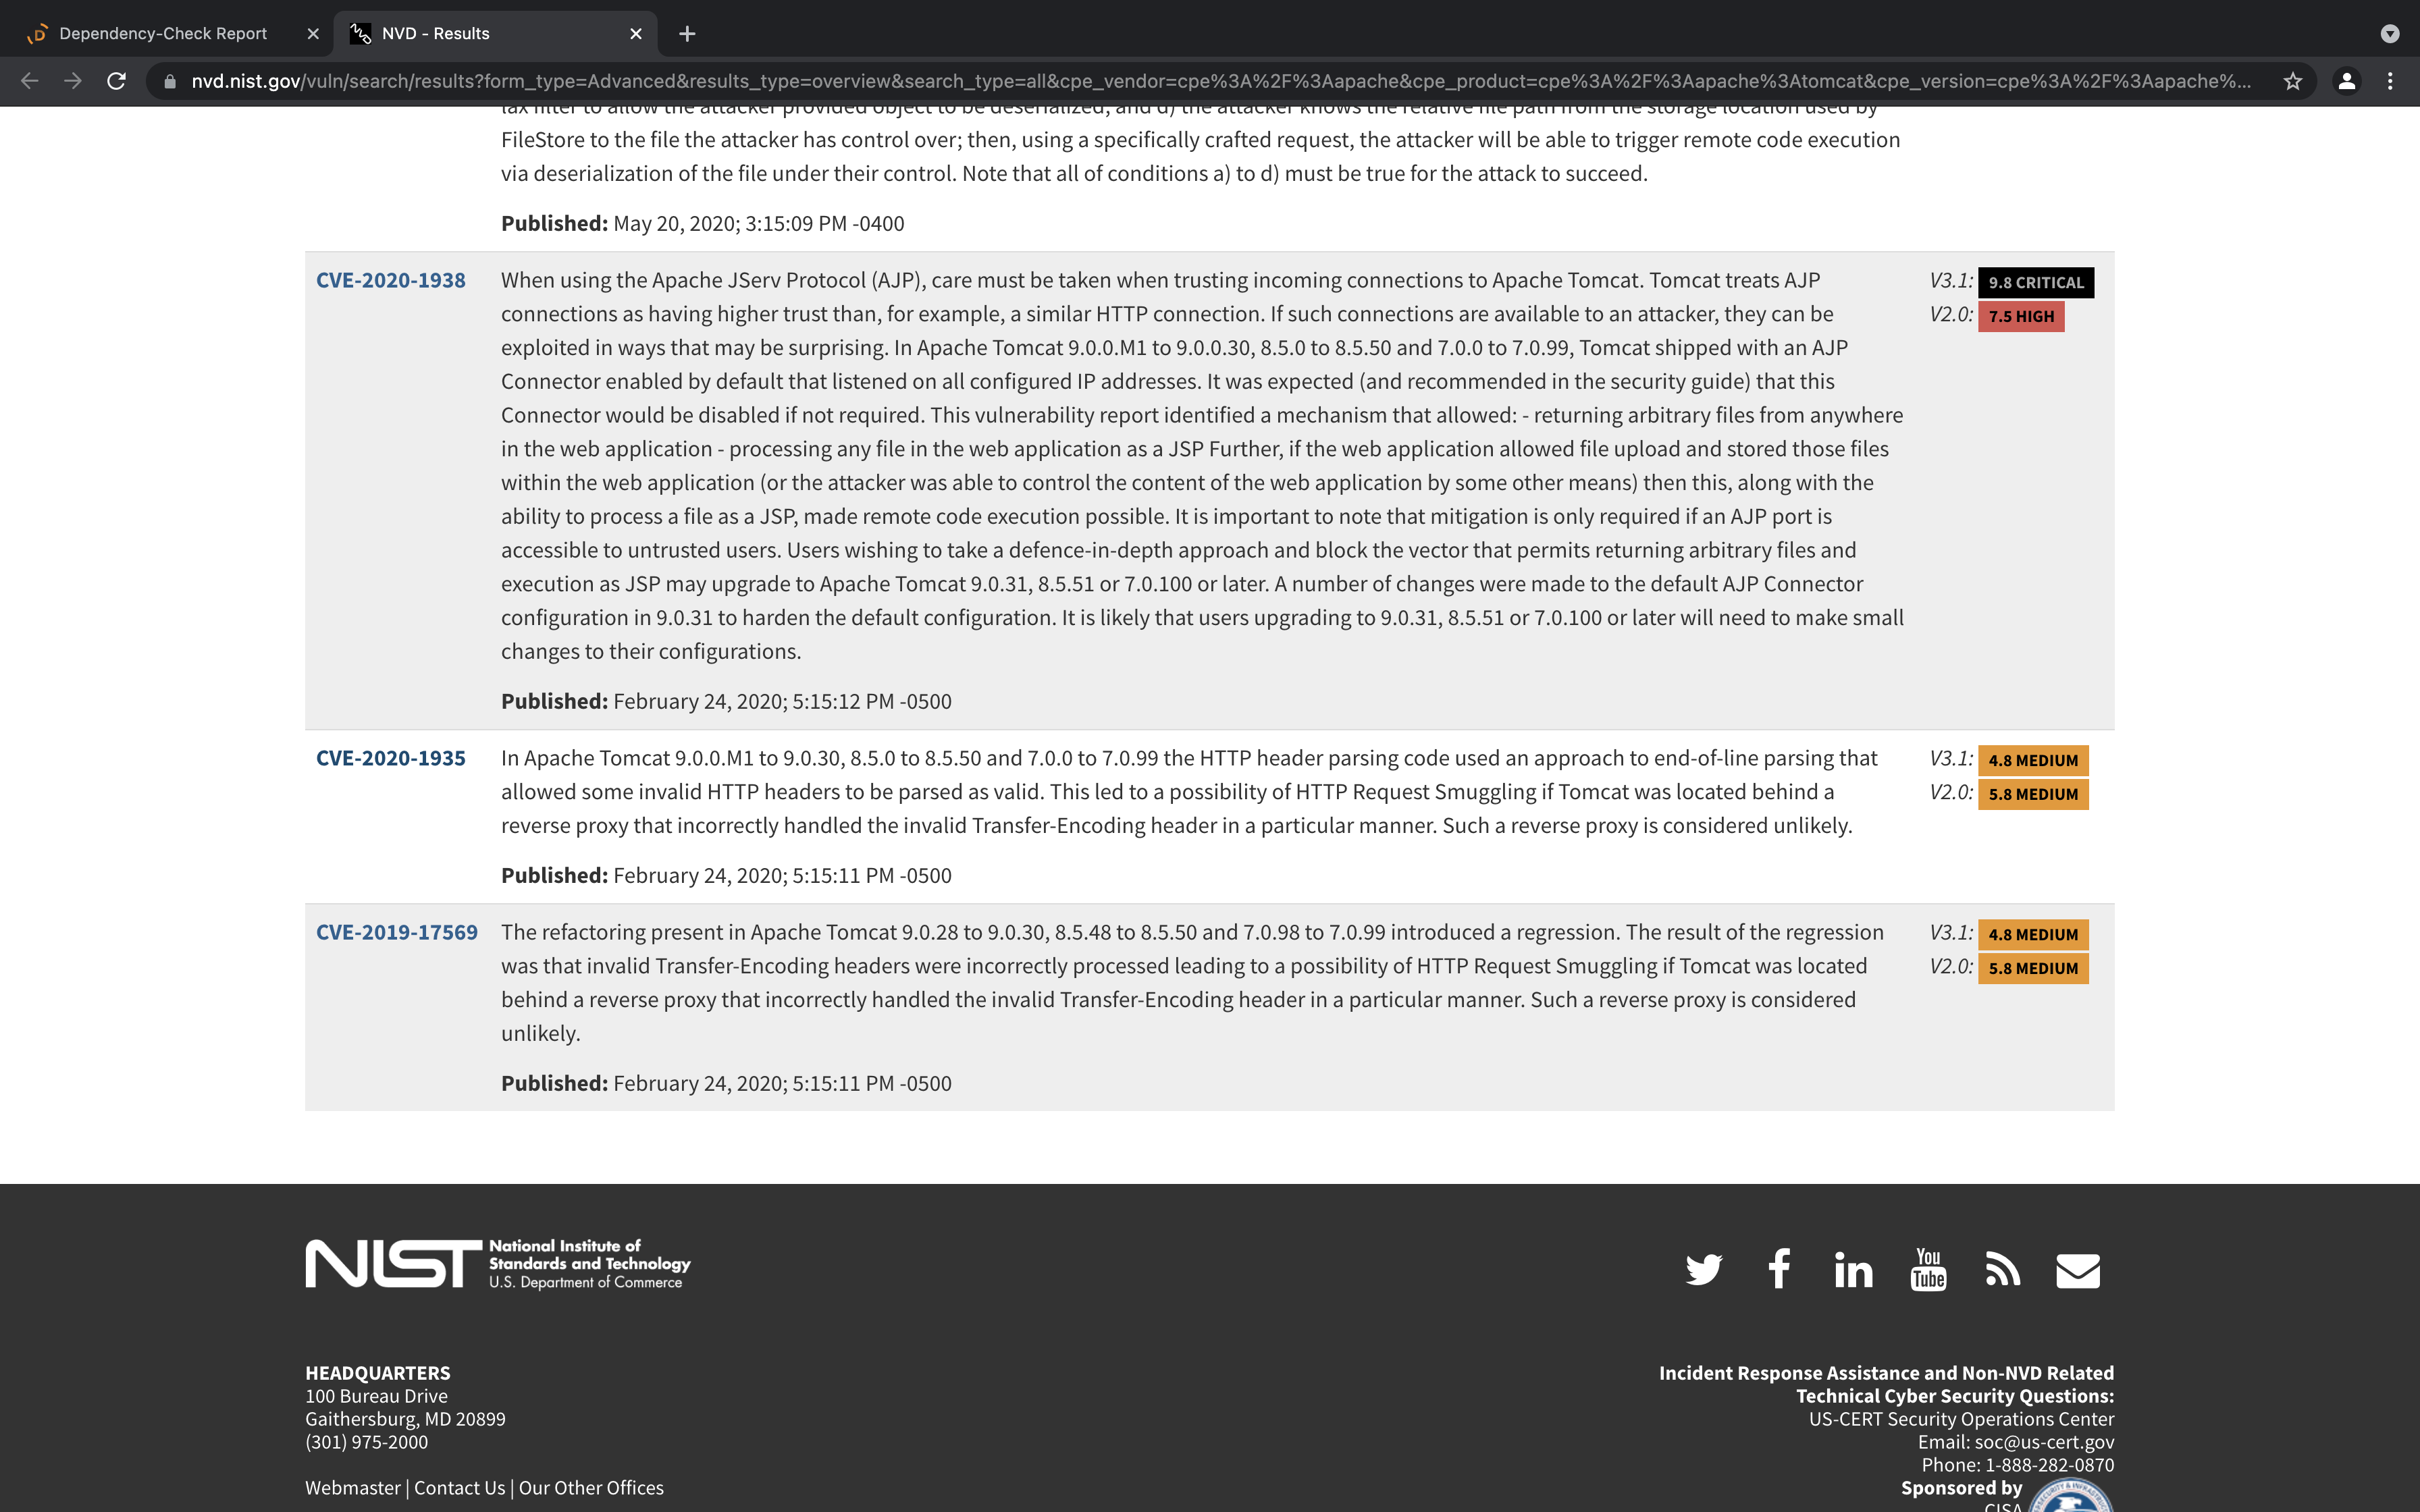 Dependency-Check Report
NVD - Results
nvd.nist.gov/vuln/search/results?form_type=Advanced&results_type=overview&search_type=all&cpe_vendor=cpe%3A%2F%3Aapache&cpe_product=cpe%3A%2F%3Aapache%3Atomcat&cpe_version=cpe%3A%2F%3Aapache%...
lax filter to allow the attacker provided object to be deserialized; and d) the attacker knows the relative file path from the storage location used by
FileStore to the file the attacker has control over; then, using a specifically crafted request, the attacker will be able to trigger remote code execution
via deserialization of the file under their control. Note that all of conditions a) to d) must be true for the attack to succeed.
Published: May 20, 2020; 3:15:09 PM -0400
CVE-2020-1938
When using the Apache JServ Protocol (AJP), care must be taken when trusting incoming connections to Apache Tomcat. Tomcat treats AJP
connections as having higher trust than, for example, a similar HTTP connection. If such connections are available to an attacker, they can be
exploited in ways that may be surprising. In Apache Tomcat 9.0.0.M1 to 9.0.0.30, 8.5.0 to 8.5.50 and 7.0.0 to 7.0.99, Tomcat shipped with an AJP
Connector enabled by default that listened on all configured IP addresses. It was expected (and recommended in the security guide) that this
Connector would be disabled if not required. This vulnerability report identified a mechanism that allowed: - returning arbitrary files from anywhere
in the web application - processing any file in the web application as a JSP Further, if the web application allowed file upload and stored those files
within the web application (or the attacker was able to control the content of the web application by some other means) then this, along with the
ability to process a file as a JSP, made remote code execution possible. It is important to note that mitigation is only required if an AJP port is
accessible to untrusted users. Users wishing to take a defence-in-depth approach and block the vector that permits returning arbitrary files and
execution as JSP may upgrade to Apache Tomcat 9.0.31, 8.5.51 or 7.0.100 or later. A number of changes were made to the default AJP Connector
configuration in 9.0.31 to harden the default configuration. It is likely that users upgrading to 9.0.31, 8.5.51 or 7.0.100 or later will need to make small
changes to their configurations.
Published: February 24, 2020; 5:15:12 PM -0500
V3.1: 9.8 CRITICAL
V2.0: 7.5 HIGH
CVE-2020-1935
In Apache Tomcat 9.0.0.M1 to 9.0.30, 8.5.0 to 8.5.50 and 7.0.0 to 7.0.99 the HTTP header parsing code used an approach to end-of-line parsing that
allowed some invalid HTTP headers to be parsed as valid. This led to a possibility of HTTP Request Smuggling if Tomcat was located behind a
reverse proxy that incorrectly handled the invalid Transfer-Encoding header in a particular manner. Such a reverse proxy is considered unlikely.
Published: February 24, 2020; 5:15:11 PM -0500
V3.1: 4.8 MEDIUM
V2.0: 5.8 MEDIUM
CVE-2019-17569
The refactoring present in Apache Tomcat 9.0.28 to 9.0.30, 8.5.48 to 8.5.50 and 7.0.98 to 7.0.99 introduced a regression. The result of the regression
was that invalid Transfer-Encoding headers were incorrectly processed leading to a possibility of HTTP Request Smuggling if Tomcat was located
behind a reverse proxy that incorrectly handled the invalid Transfer-Encoding header in a particular manner. Such a reverse proxy is considered
unlikely.
Published: February 24, 2020; 5:15:11 PM -0500
V3.1: 4.8 MEDIUM
V2.0: 5.8 MEDIUM
NIST
National Institute of
Standards and Technology
U.S. Department of Commerce
You
Tube
HEADQUARTERS
100 Bureau Drive
Gaithersburg, MD 20899
(301) 975-2000
Webmaster | Contact Us | Our Other Offices
Incident Response Assistance and Non-NVD Related
Technical Cyber Security Questions:
US-CERT Security Operations Center
Email: soc@us-cert.gov
Phone: 1-888-282-0870
Sponsored by
CISA